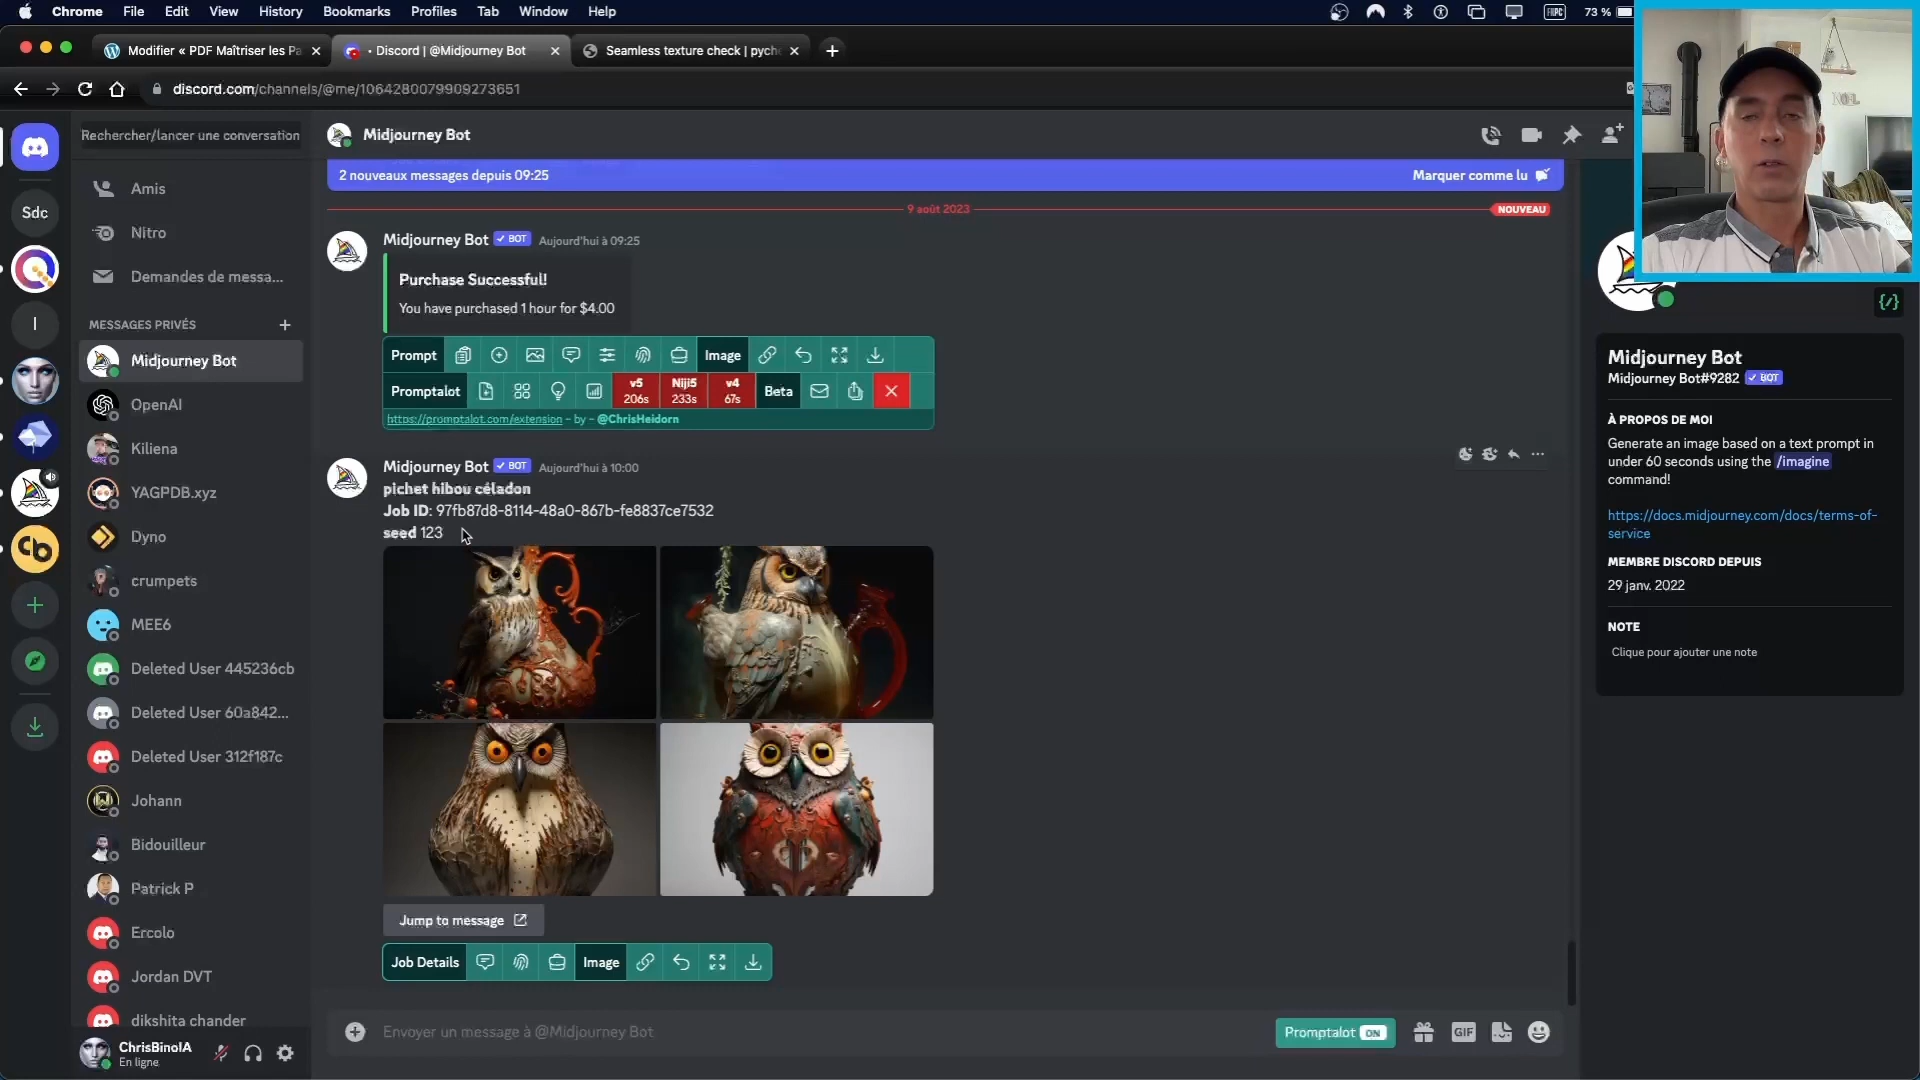 Chrome File Edit View History Bookmarks Profiles Tab Window Help 73 %
Modifier « PDF Maîtriser les Pa
• Discord | @Midjourney Bot
Seamless texture check | pych
discord.com/channels/@me/1064280079909273651
Rechercher/lancer une conversation
Midjourney Bot
2 nouveaux messages depuis 09:25
Marquer comme lu
Amis
Sdc
Nitro
Demandes de messa...
MESSAGES PRIVÉS
Midjourney Bot
OpenAI
Kiliena
YAGPDB.xyz
Dyno
crumpets
MEE6
Deleted User 445236cb
Deleted User 60a842...
Deleted User 312f187c
Johann
Bidouilleur
Patrick P
Ercolo
Jordan DVT
dikshita chander
ChrisBinoIA
En ligne
9 août 2023
NOUVEAU
Midjourney Bot BOT Aujourd'hui à 09:25
Purchase Successful!
You have purchased 1 hour for $4.00
Prompt Image
Promptalot v5 206s Niji5 233s v4 67s Beta
https://promptalot.com/extension - by - @ChrisHeidorn
Midjourney Bot BOT Aujourd'hui à 10:00
pichet hibou céladon
Job ID: 97fb87d8-8114-48a0-867b-fe8837ce7532
seed 123
Jump to message
Job Details Image
Envoyer un message à @Midjourney Bot
Promptalot ON
GIF
Midjourney Bot
Midjourney Bot#9282 BOT
À PROPOS DE MOI
Generate an image based on a text prompt in
under 60 seconds using the /imagine
command!
https://docs.midjourney.com/docs/terms-of-
service
MEMBRE DISCORD DEPUIS
29 janv. 2022
NOTE
Clique pour ajouter une note